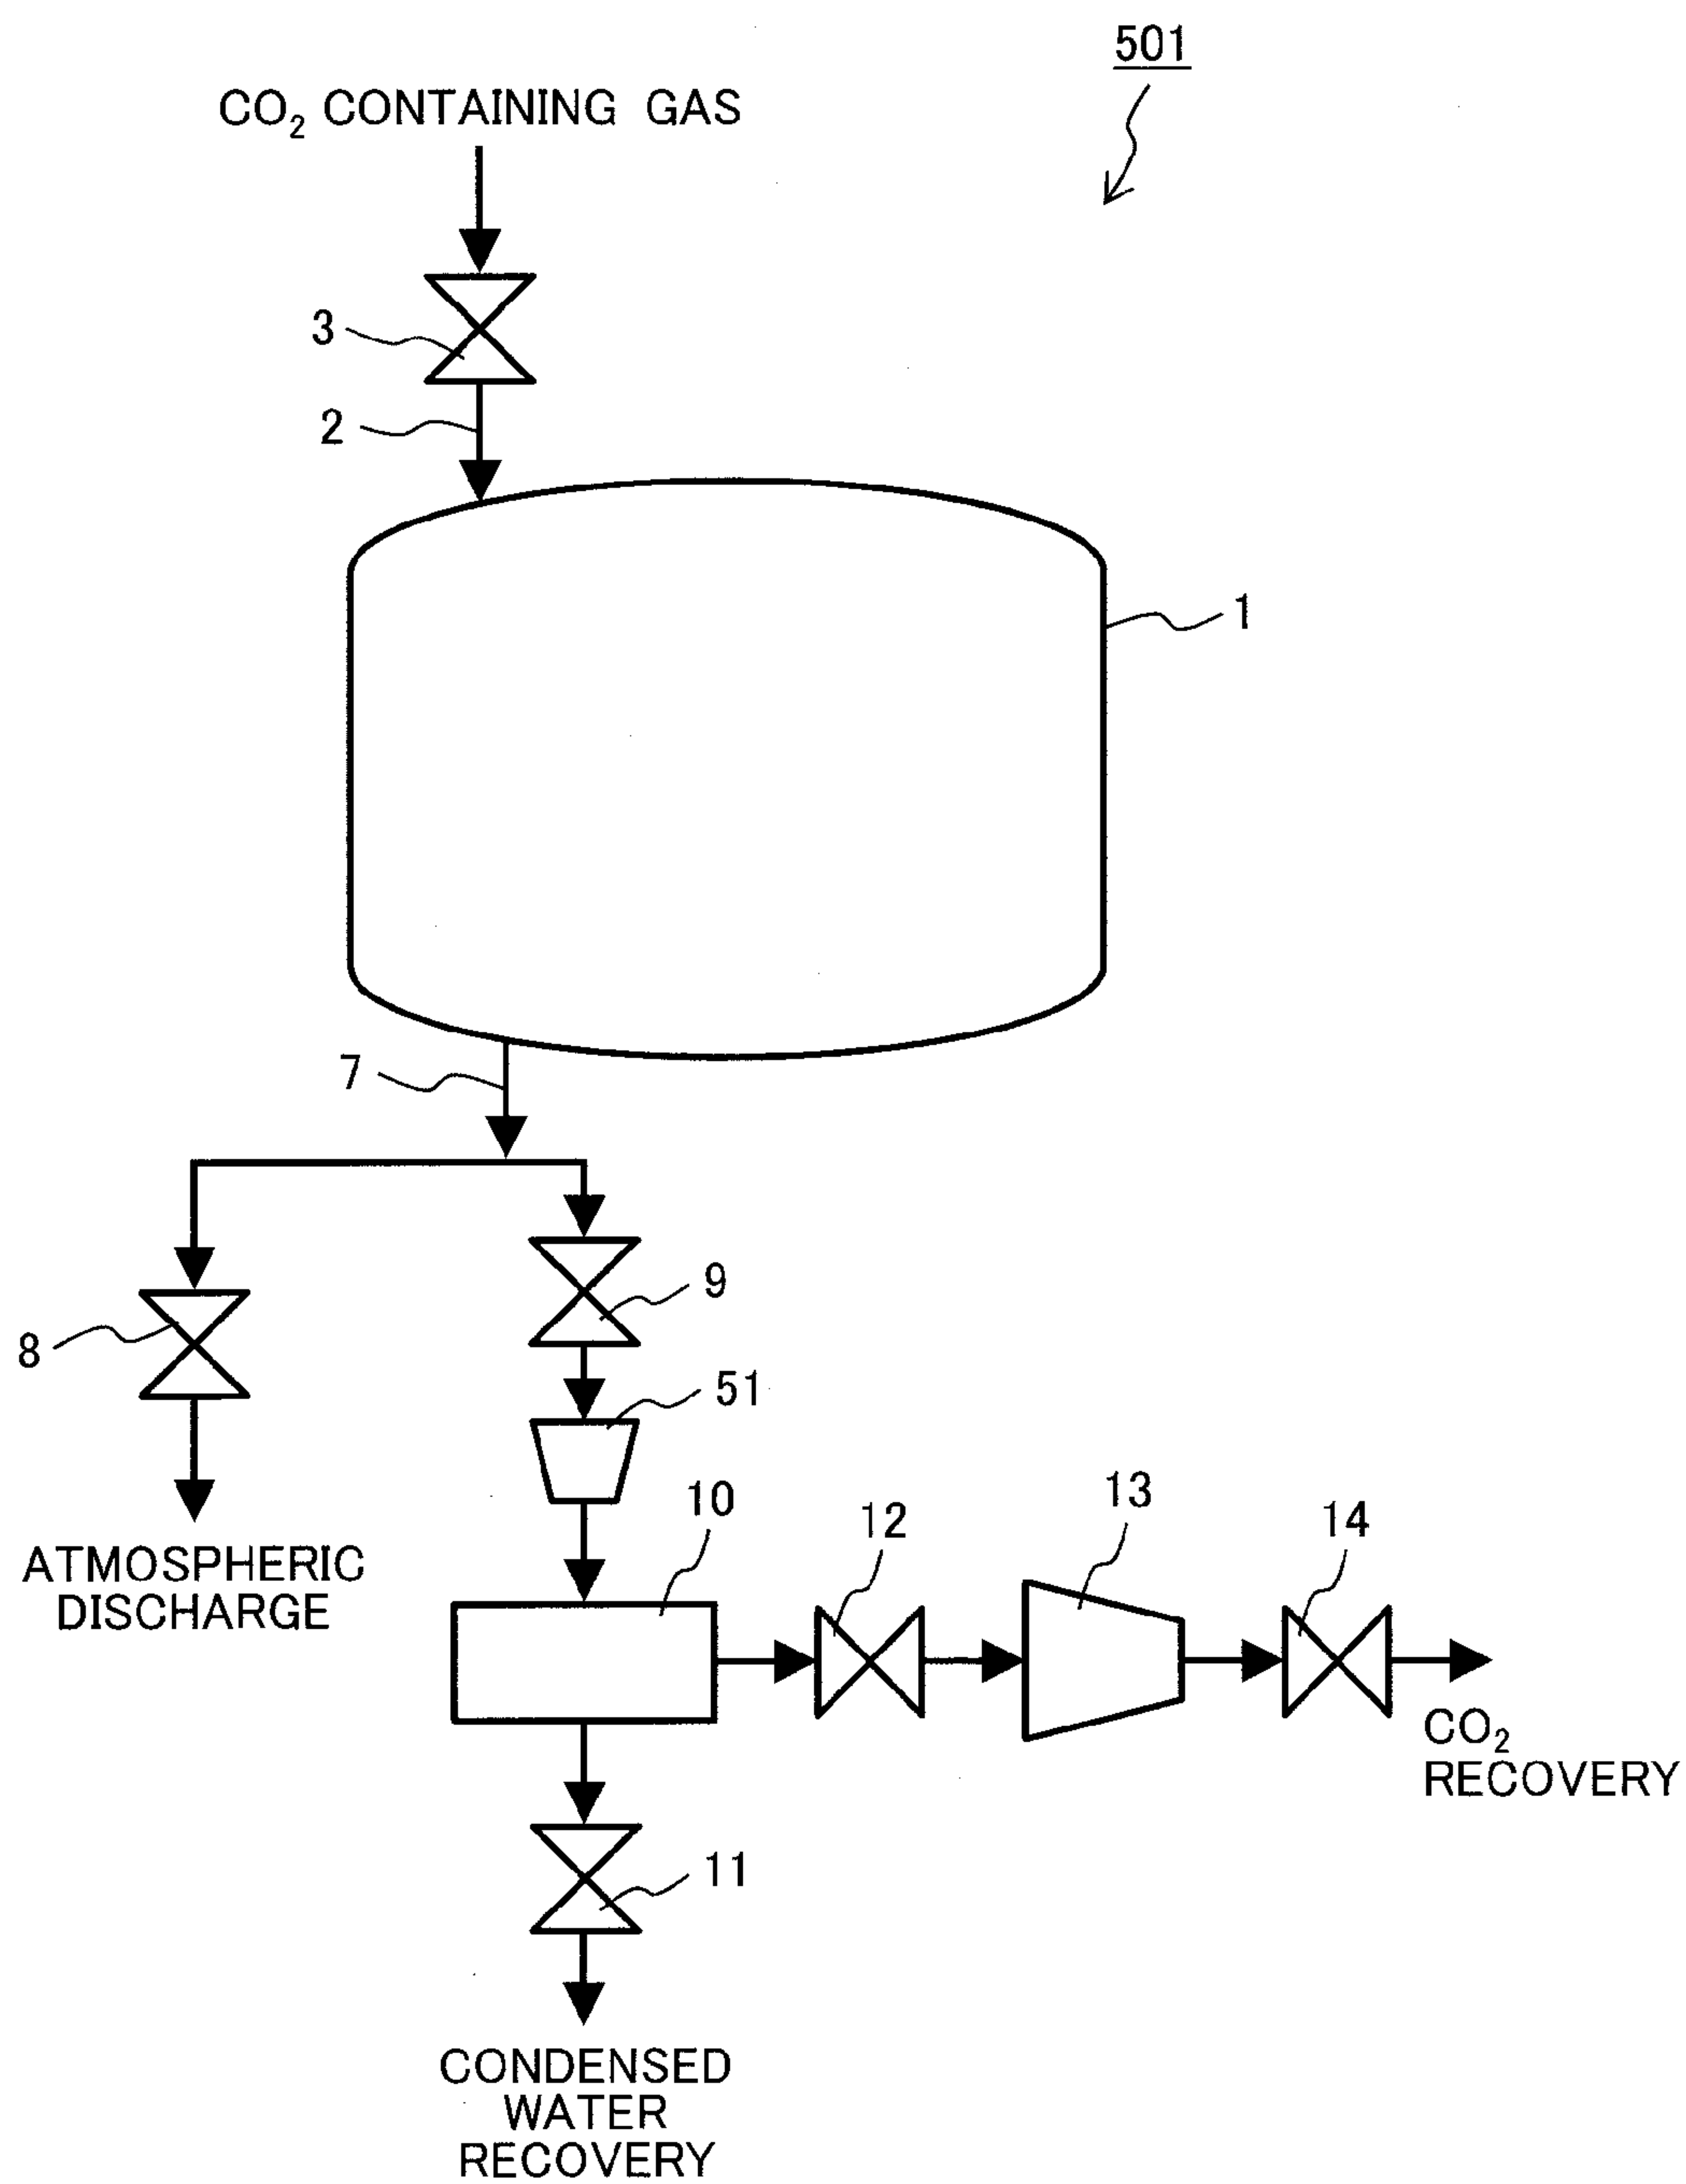 501
CO₂ CONTAINING GAS
3
2
1
7
9
8
51
10
13
12
14
ATMOSPHERIC
DISCHARGE
CO₂
RECOVERY
11
CONDENSED
WATER
RECOVERY